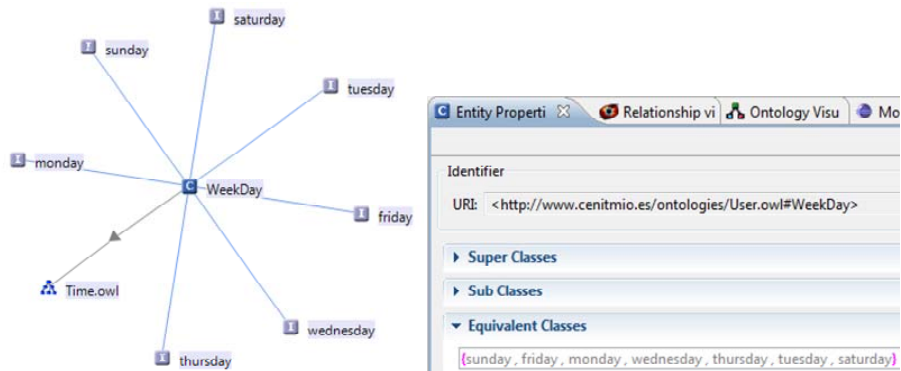 saturday
sunday
tuesday
monday
WeekDay
friday
Time.owl
wednesday
thursday
Entity Properti
Relationship vi
Ontology Visu
Mo
Identifier
URI: <http://www.cenitmio.es/ontologies/User.owl#WeekDay>
Super Classes
Sub Classes
Equivalent Classes
(sunday , friday , monday , wednesday , thursday , tuesday , saturday)